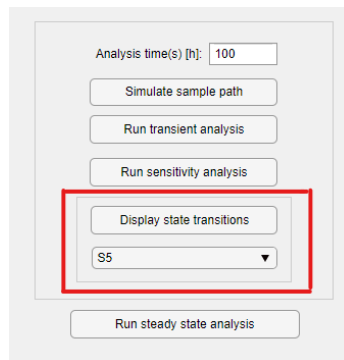 Analysis time(s) [h]: 100
Simulate sample path
Run transient analysis
Run sensitivity analysis
Display state transitions
S5
Run steady state analysis